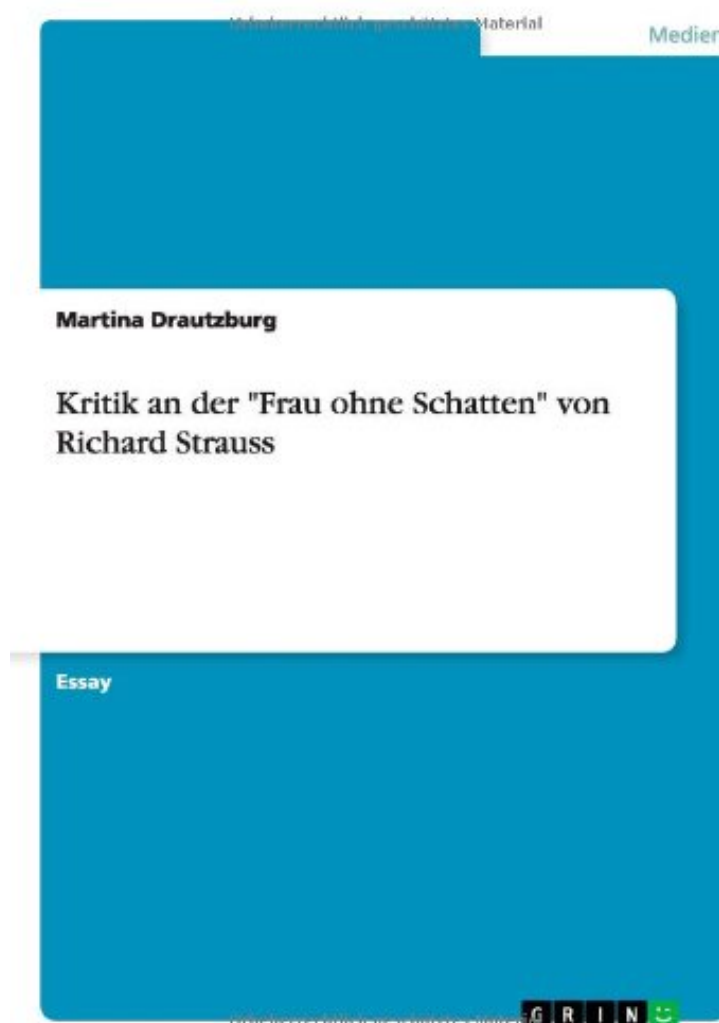 Material
Medien
Martina Drautzburg
Kritik an der "Frau ohne Schatten" von
Richard Strauss
Essay
GRIN